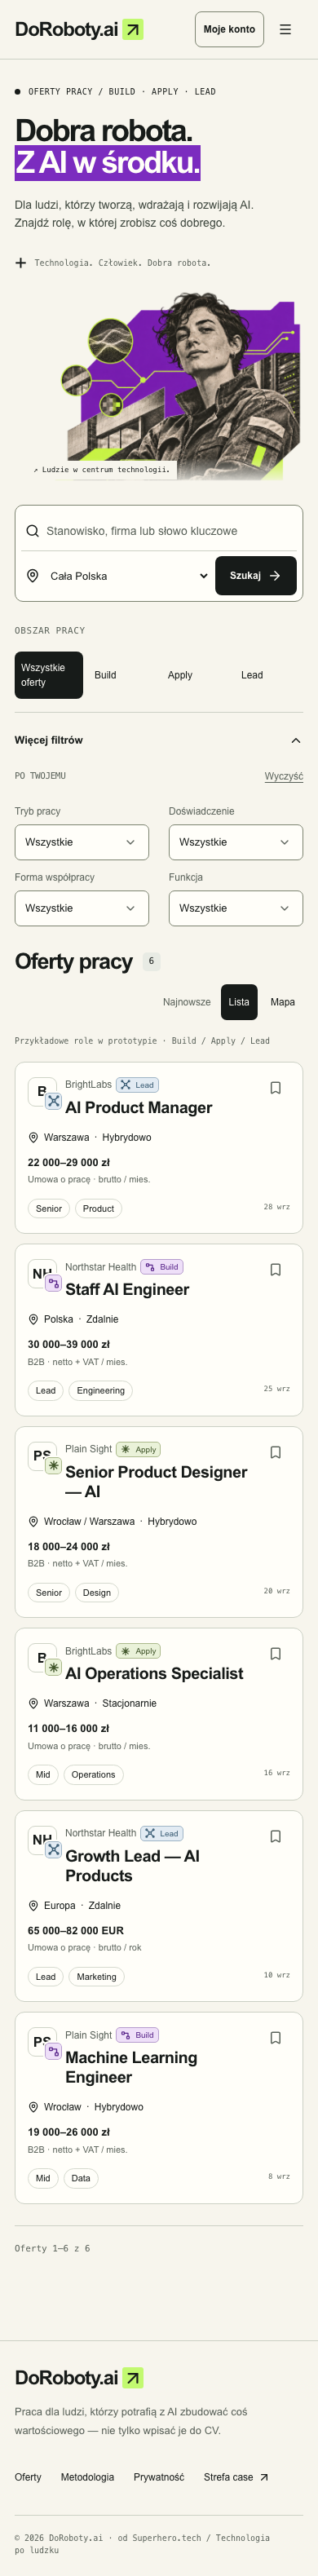 DoRoboty.ai
Moje konto
OFERTY PRACY / BUILD · APPLY · LEAD
Dobra robota.
Z AI w środku.
Dla ludzi, którzy tworzą, wdrażają i rozwijają AI.
Znajdź rolę, w której zrobisz coś dobrego.
Technologia. Człowiek. Dobra robota.
↗ Ludzie w centrum technologii.
Stanowisko, firma lub słowo kluczowe
Cała Polska
Szukaj →
OBSZAR PRACY
Wszystkie
oferty
Build
Apply
Lead
Więcej filtrów
PO TWOJEMU
Wyczyść
Tryb pracy
Doświadczenie
Wszystkie
Wszystkie
Forma współpracy
Funkcja
Wszystkie
Wszystkie
Oferty pracy 6
Najnowsze
Lista
Mapa
Przykładowe role w prototypie · Build / Apply / Lead
B
BrightLabs
Lead
AI Product Manager
Warszawa · Hybrydowo
22 000–29 000 zł
Umowa o pracę · brutto / mies.
Senior
Product
28 wrz
NH
Northstar Health
Build
Staff AI Engineer
Polska · Zdalnie
30 000–39 000 zł
B2B · netto + VAT / mies.
Lead
Engineering
25 wrz
PS
Plain Sight
Apply
Senior Product Designer
— AI
Wrocław / Warszawa · Hybrydowo
18 000–24 000 zł
B2B · netto + VAT / mies.
Senior
Design
20 wrz
B
BrightLabs
Apply
AI Operations Specialist
Warszawa · Stacjonarnie
11 000–16 000 zł
Umowa o pracę · brutto / mies.
Mid
Operations
16 wrz
NH
Northstar Health
Lead
Growth Lead — AI
Products
Europa · Zdalnie
65 000–82 000 EUR
Umowa o pracę · brutto / rok
Lead
Marketing
10 wrz
PS
Plain Sight
Build
Machine Learning
Engineer
Wrocław · Hybrydowo
19 000–26 000 zł
B2B · netto + VAT / mies.
Mid
Data
8 wrz
Oferty 1–6 z 6
DoRoboty.ai
Praca dla ludzi, którzy potrafią z AI zbudować coś
wartościowego — nie tylko wpisać je do CV.
Oferty
Metodologia
Prywatność
Strefa case ↗
© 2026 DoRoboty.ai · od Superhero.tech / Technologia
po ludzku